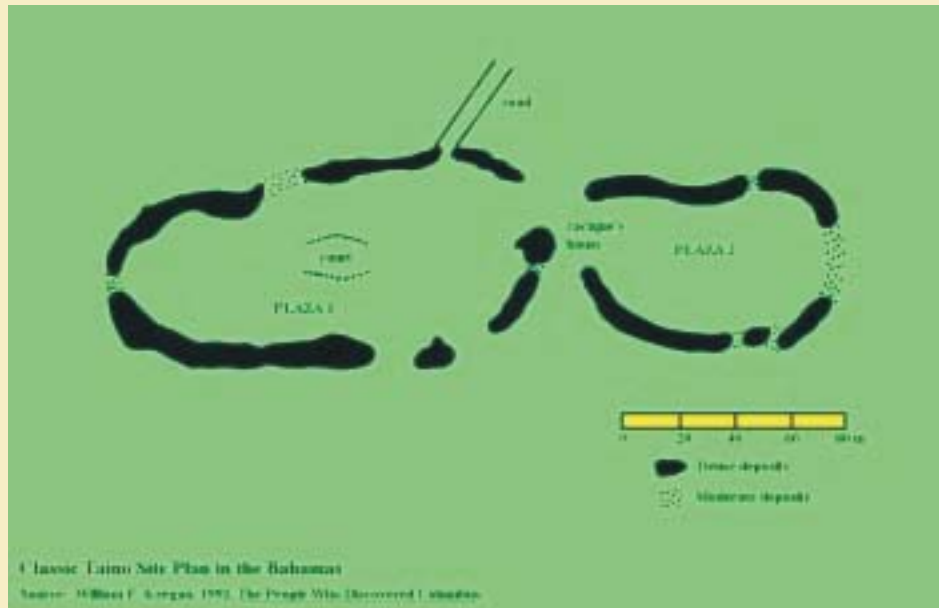 road
cacique's
house
PLAZA 2
court
PLAZA 1
0 20 40 60 80 m
Dense deposits
Moderate deposits
Classic Taino Site Plan in the Bahamas
Source: William F. Keegan, 1992, The People Who Discovered Columbus